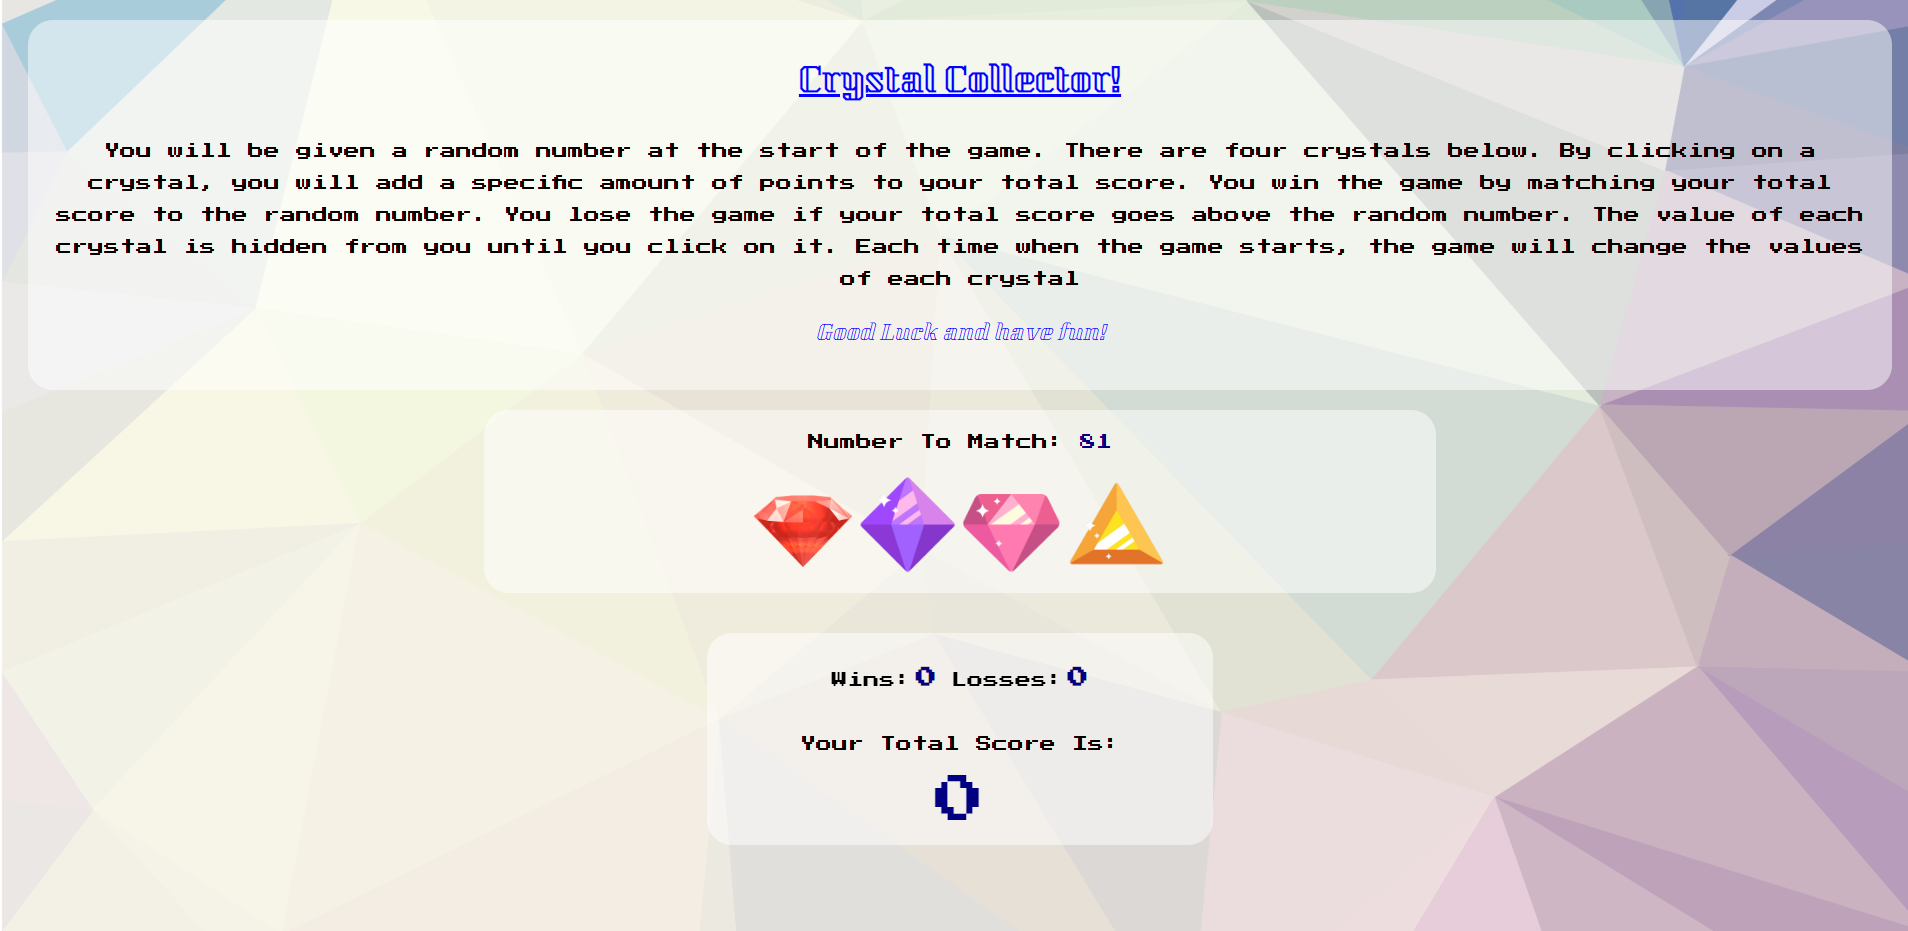 Crystal Collector!
You will be given a random number at the start of the game. There are four crystals below. By clicking on a
crystal, you will add a specific amount of points to your total score. You win the game by matching your total
score to the random number. You lose the game if your total score goes above the random number. The value of each
crystal is hidden from you until you click on it. Each time when the game starts, the game will change the values
of each crystal
Good Luck and have fun!
Number To Match: 81
Wins: 0 Losses: 0
Your Total Score Is:
0